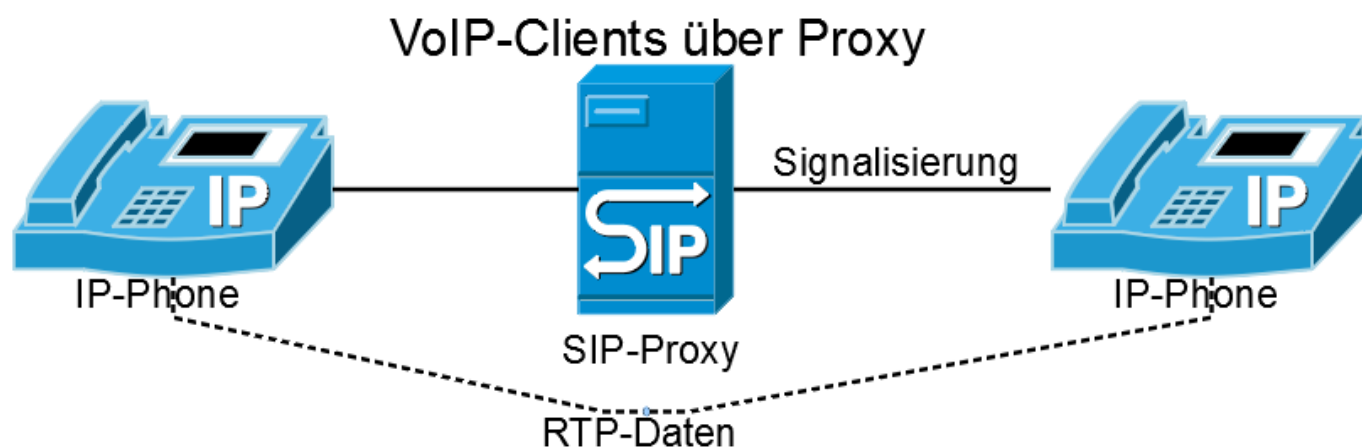 VoIP-Clients über Proxy
Signalisierung
IP
SIP
IP
IP-Phone
IP-Phone
SIP-Proxy
RTP-Daten